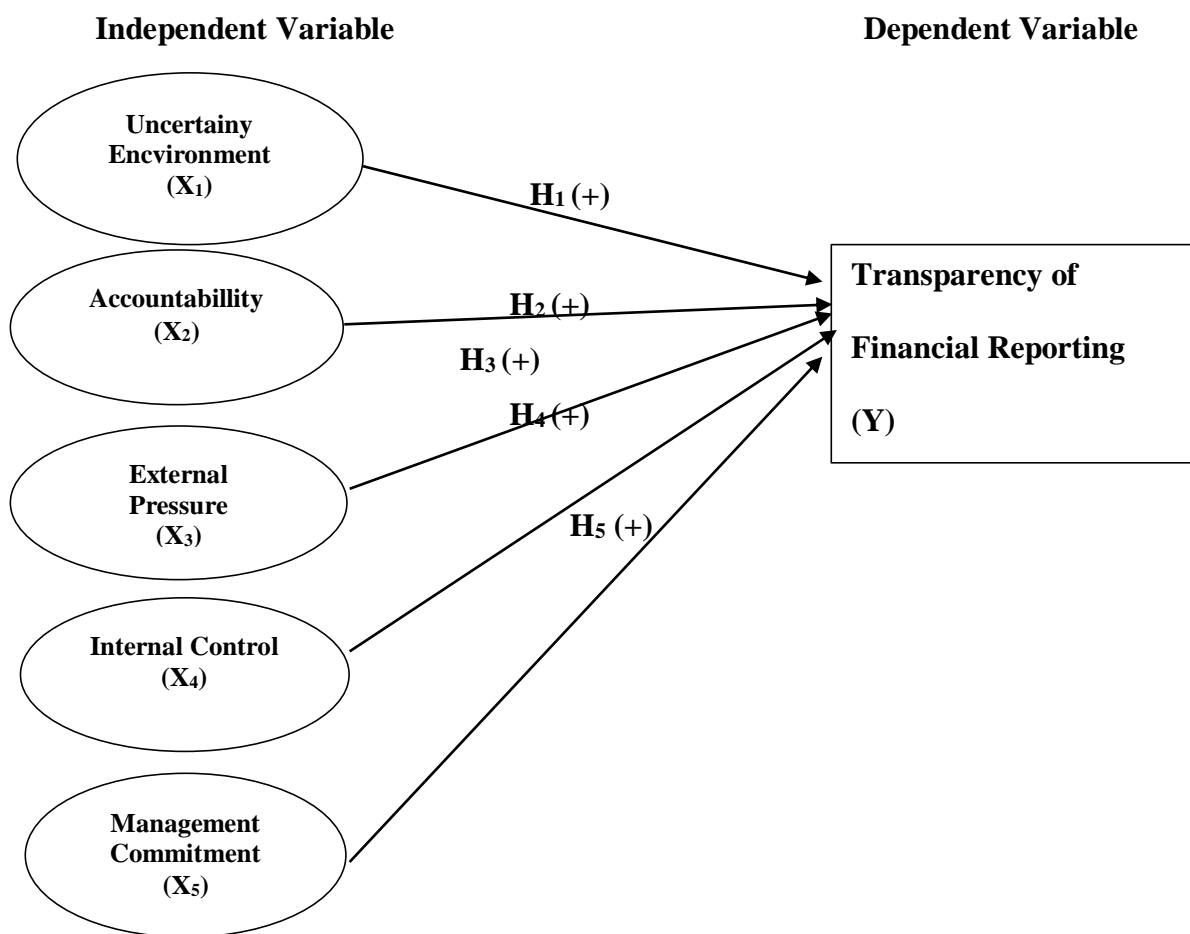 Independent Variable
Dependent Variable
Uncertainy
Encvironment
(X₁)
H₁ (+)
Accountabillity
(X₂)
H₂ (+)
H₃ (+)
H₄ (+)
External
Pressure
(X₃)
H₅ (+)
Internal Control
(X₄)
Management
Commitment
(X₅)
Transparency of
Financial Reporting
(Y)